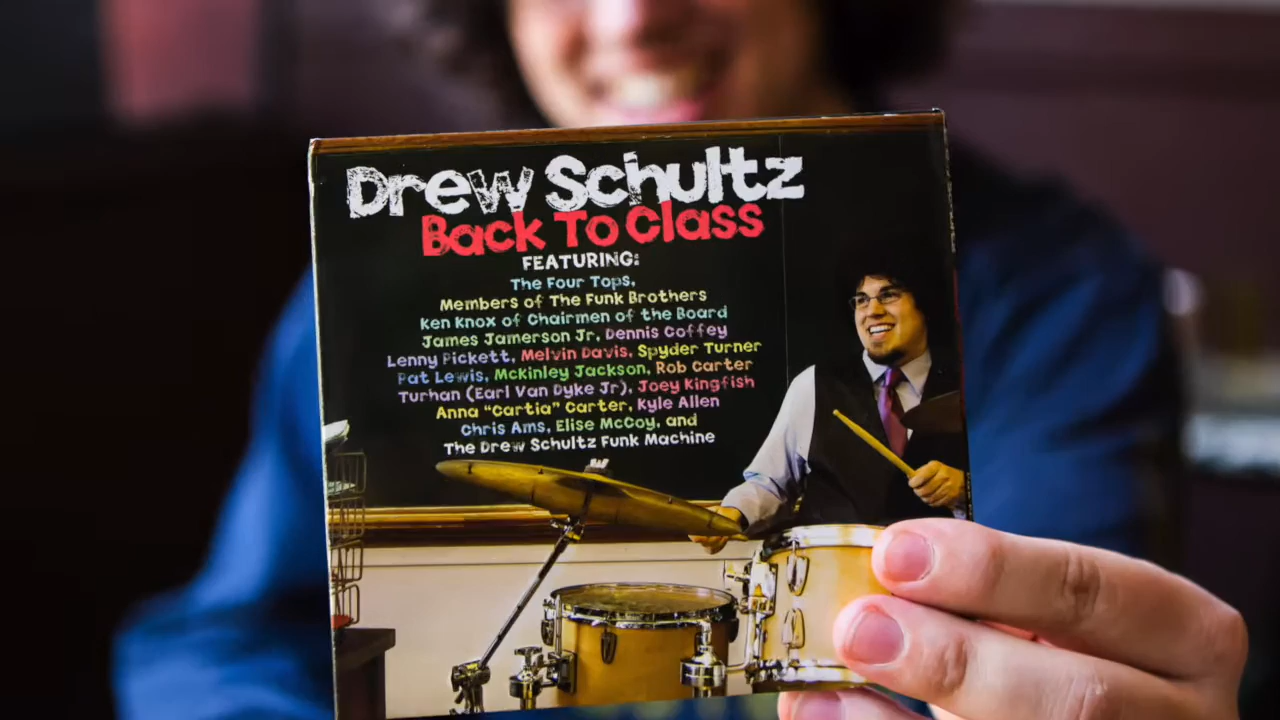 Drew Schultz
Back To Class
FEATURING:
The Four Tops,
Members of The Funk Brothers
Ken Knox of Chairmen of the Board
James Jamerson Jr, Dennis Coffey
Lenny Pickett, Melvin Davis, Spyder Turner
Pat Lewis, McKinley Jackson, Rob Carter
Turhan (Earl Van Dyke Jr), Joey Kingfish
Anna "Cartia" Carter, Kyle Allen
Chris Ams, Elise McCoy, and
The Drew Schultz Funk Machine